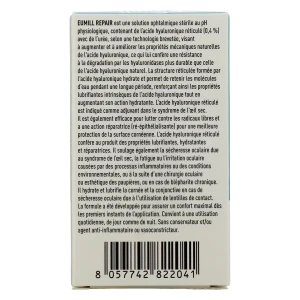 EUMILL REPAIR est une solution ophtalmique stérile au pH
physiologique, contenant de l'acide hyaluronique réticulé (0,4 %)
avec de l'urée, selon une technologie brevetée, visant
à augmenter et à améliorer les propriétés mécaniques naturelles
de l'acide hyaluronique, ce qui lui confère une résistance
à la dégradation par les hyaluronidases plus durable que celle
de l'acide hyaluronique naturel. La structure réticulée formée par
l'acide hyaluronique hydrate et permet de retenir les molécules
d'eau pendant une longue période, renforçant ainsi les propriétés
lubrifiantes intrinsèques de l'acide hyaluronique tout en
augmentant son action hydratante. L'acide hyaluronique réticulé est
indiqué comme adjuvant dans le syndrome de l'œil sec.
Il est également efficace pour lutter contre les radicaux libres et
a une action réparatrice (ré-épithélialisante) pour une meilleure
protection de la surface cornéenne. L'acide hyaluronique réticulé
confère au produit des propriétés lubrifiantes, hydratantes
et réparatrices. Il soulage également la sécheresse oculaire due
au syndrome de l'œil sec, la fatigue ou l'irritation oculaire
causées par des processus inflammatoires ou des conditions
environnementales, ou à la suite d'une chirurgie oculaire
ou esthétique des paupières, ou en cas de blépharite chronique.
Il hydrate et lubrifie la cornée et la conjonctive en cas de
sécheresse oculaire due à l'utilisation de lentilles de contact.
La formule a été développée pour assurer un confort maximal dès
les premiers instants de l'application. Convient à une utilisation
quotidienne, jour comme de nuit. Sans conservateur et/ou
agent anti-inflammatoire ou vasoconstricteur.
8 057742 822041